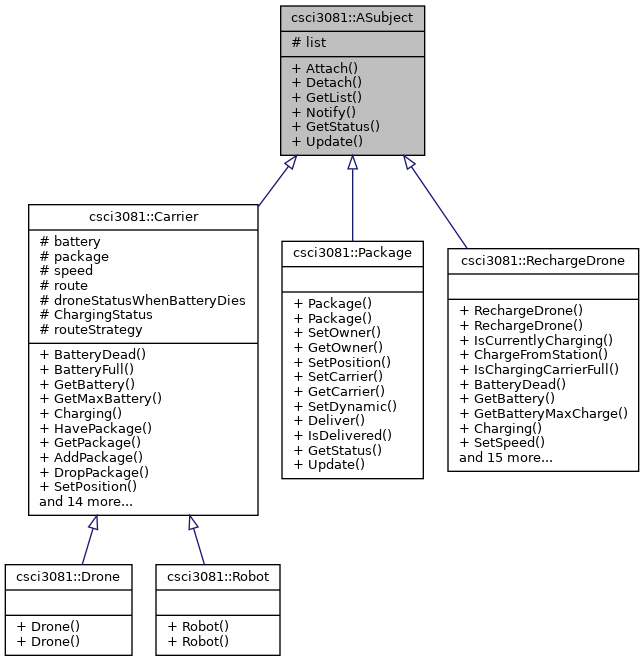 csci3081::ASubject
# list
+ Attach()
+ Detach()
+ GetList()
+ Notify()
+ GetStatus()
+ Update()
csci3081::Carrier
# battery
# package
# speed
# route
# droneStatusWhenBatteryDies
# ChargingStatus
# routeStrategy
+ BatteryDead()
+ BatteryFull()
+ GetBattery()
+ GetMaxBattery()
+ Charging()
+ HavePackage()
+ GetPackage()
+ AddPackage()
+ DropPackage()
+ SetPosition()
and 14 more...
csci3081::Package
+ Package()
+ Package()
+ SetOwner()
+ GetOwner()
+ SetPosition()
+ SetCarrier()
+ GetCarrier()
+ SetDynamic()
+ Deliver()
+ IsDelivered()
+ GetStatus()
+ Update()
csci3081::RechargeDrone
+ RechargeDrone()
+ RechargeDrone()
+ IsCurrentlyCharging()
+ ChargeFromStation()
+ IsChargingCarrierFull()
+ BatteryDead()
+ GetBattery()
+ GetBatteryMaxCharge()
+ Charging()
+ SetSpeed()
and 15 more...
csci3081::Drone
+ Drone()
+ Drone()
csci3081::Robot
+ Robot()
+ Robot()